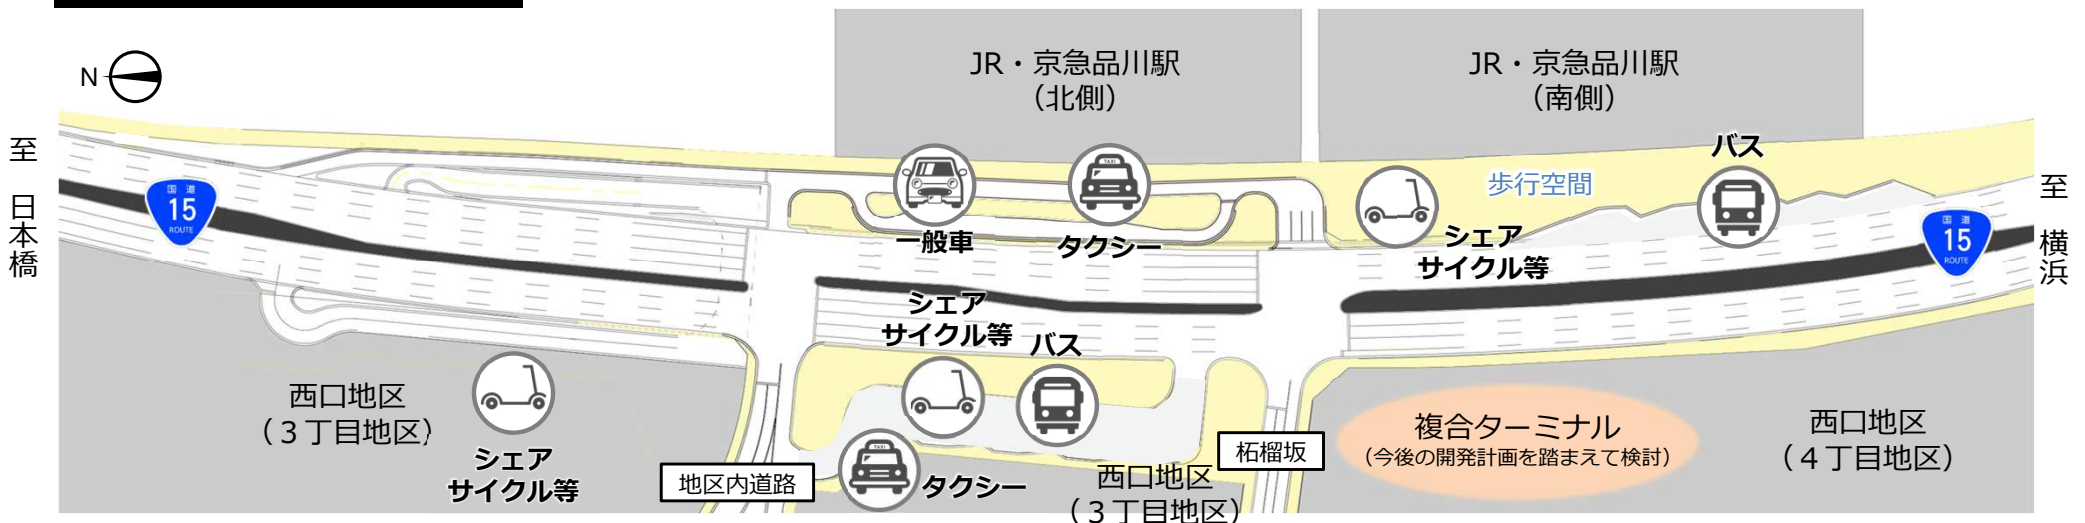 N
至 日本橋
国道
15
ROUTE
JR・京急品川駅
（北側）
JR・京急品川駅
（南側）
一般車
TAXI
タクシー
シェア
サイクル等
歩行空間
バス
国道
15
ROUTE
至 横浜
西口地区
（３丁目地区）
シェア
サイクル等
地区内道路
シェア
サイクル等
バス
TAXI
タクシー
西口地区
（３丁目地区）
柘榴坂
複合ターミナル
（今後の開発計画を踏まえて検討）
西口地区
（４丁目地区）